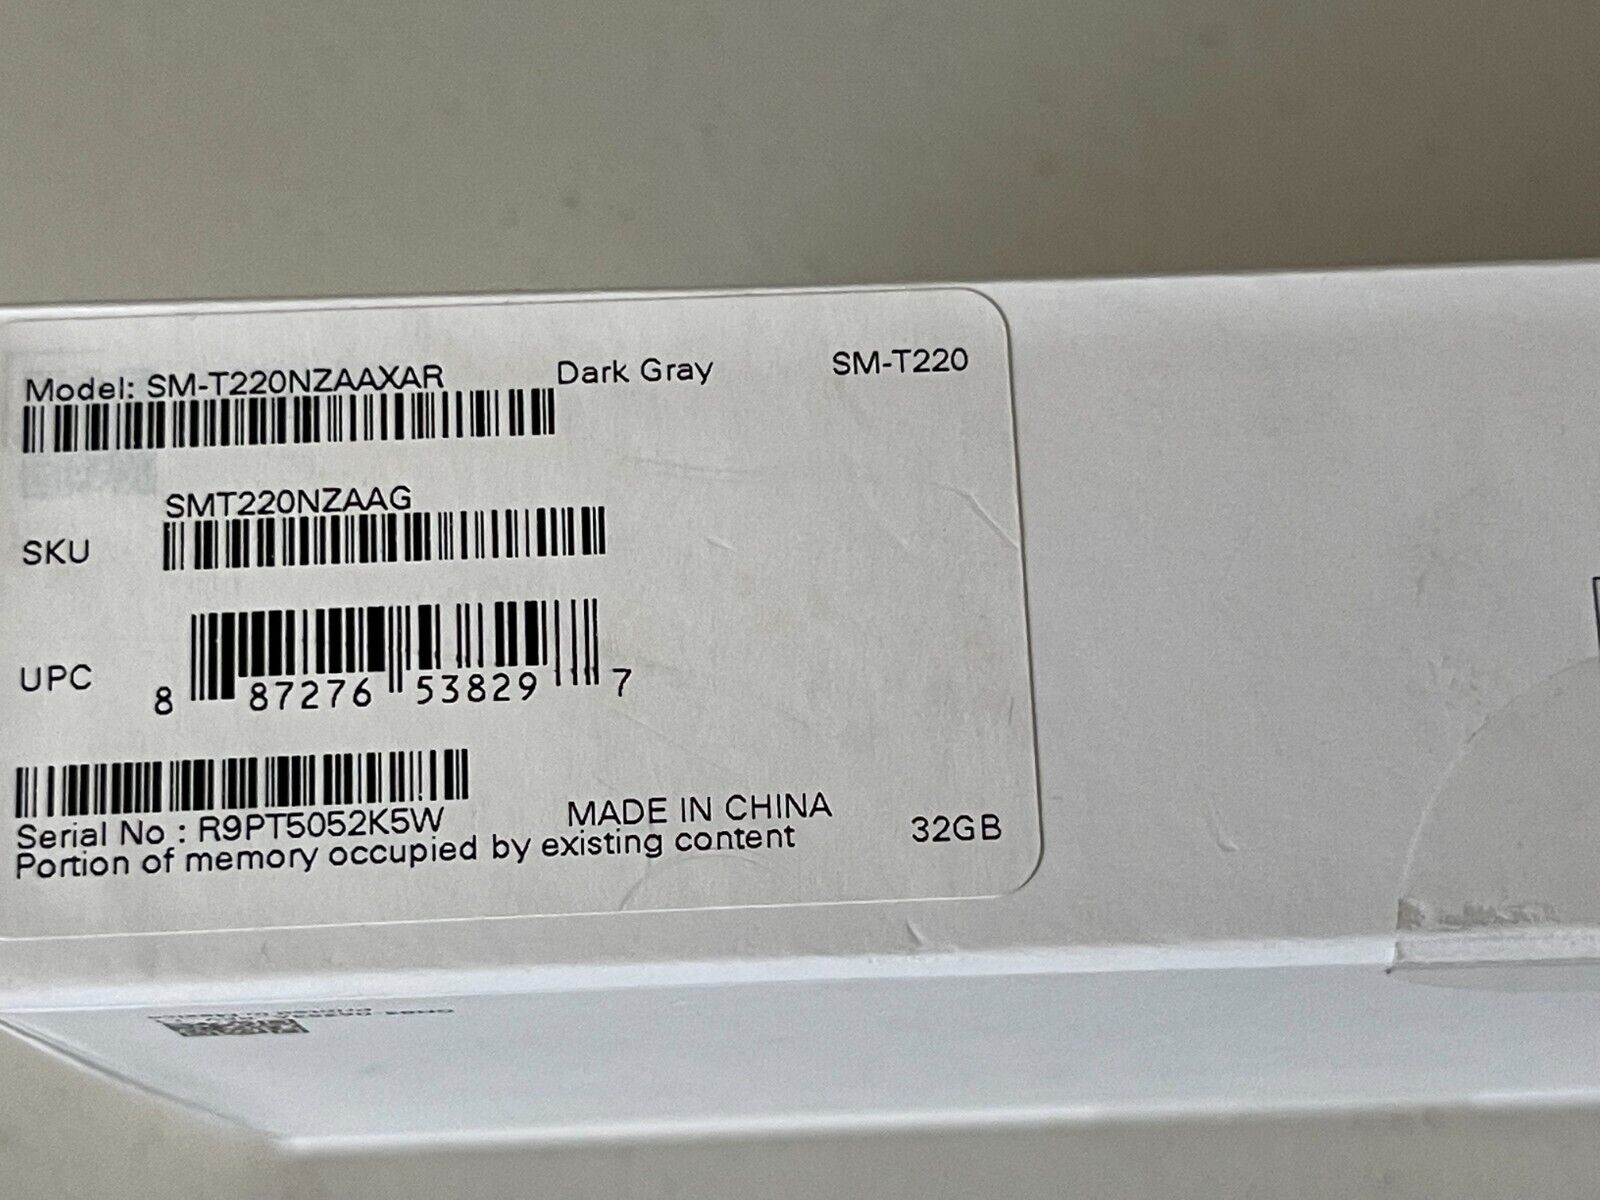 Model: SM-T220NZAAXAR Dark Gray SM-T220
SMT220NZAAG
SKU
UPC 8 87276 53829 7
MADE IN CHINA
Serial No : R9PT5052K5W
32GB
Portion of memory occupied by existing content